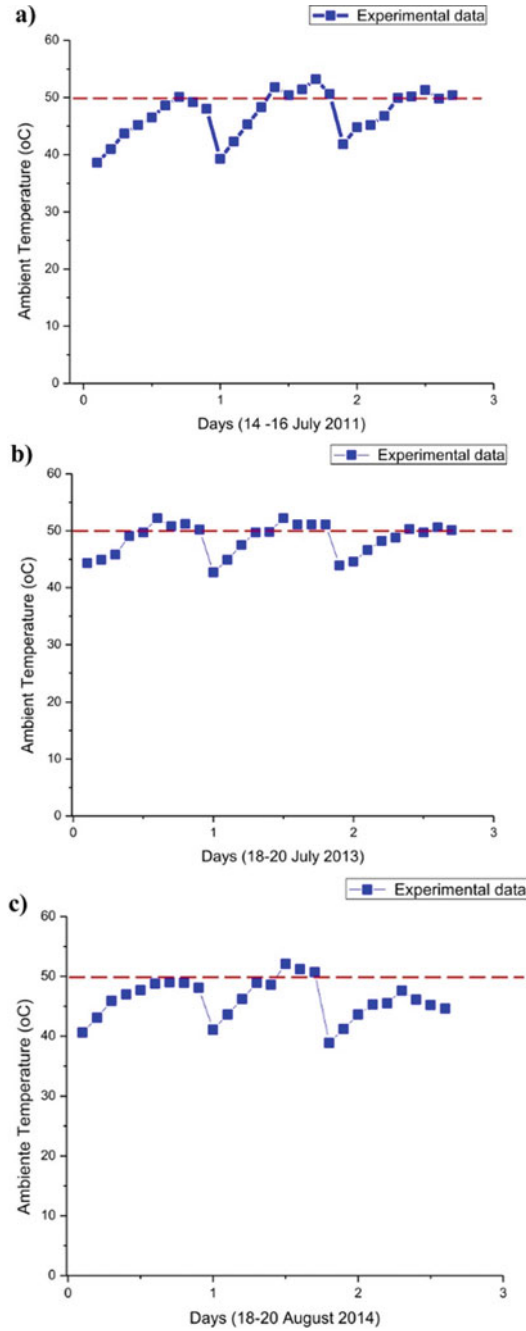 a)
Experimental data
60
50
40
30
20
10
0
Ambient Temperature (oC)
0 1 2 3
Days (14 -16 July 2011)
b)
Experimental data
60
50
40
30
20
10
0
Ambient Temperature (oC)
0 1 2 3
Days (18-20 July 2013)
c)
Experimental data
60
50
40
30
20
10
0
Ambiente Temperature (oC)
0 1 2 3
Days (18-20 August 2014)